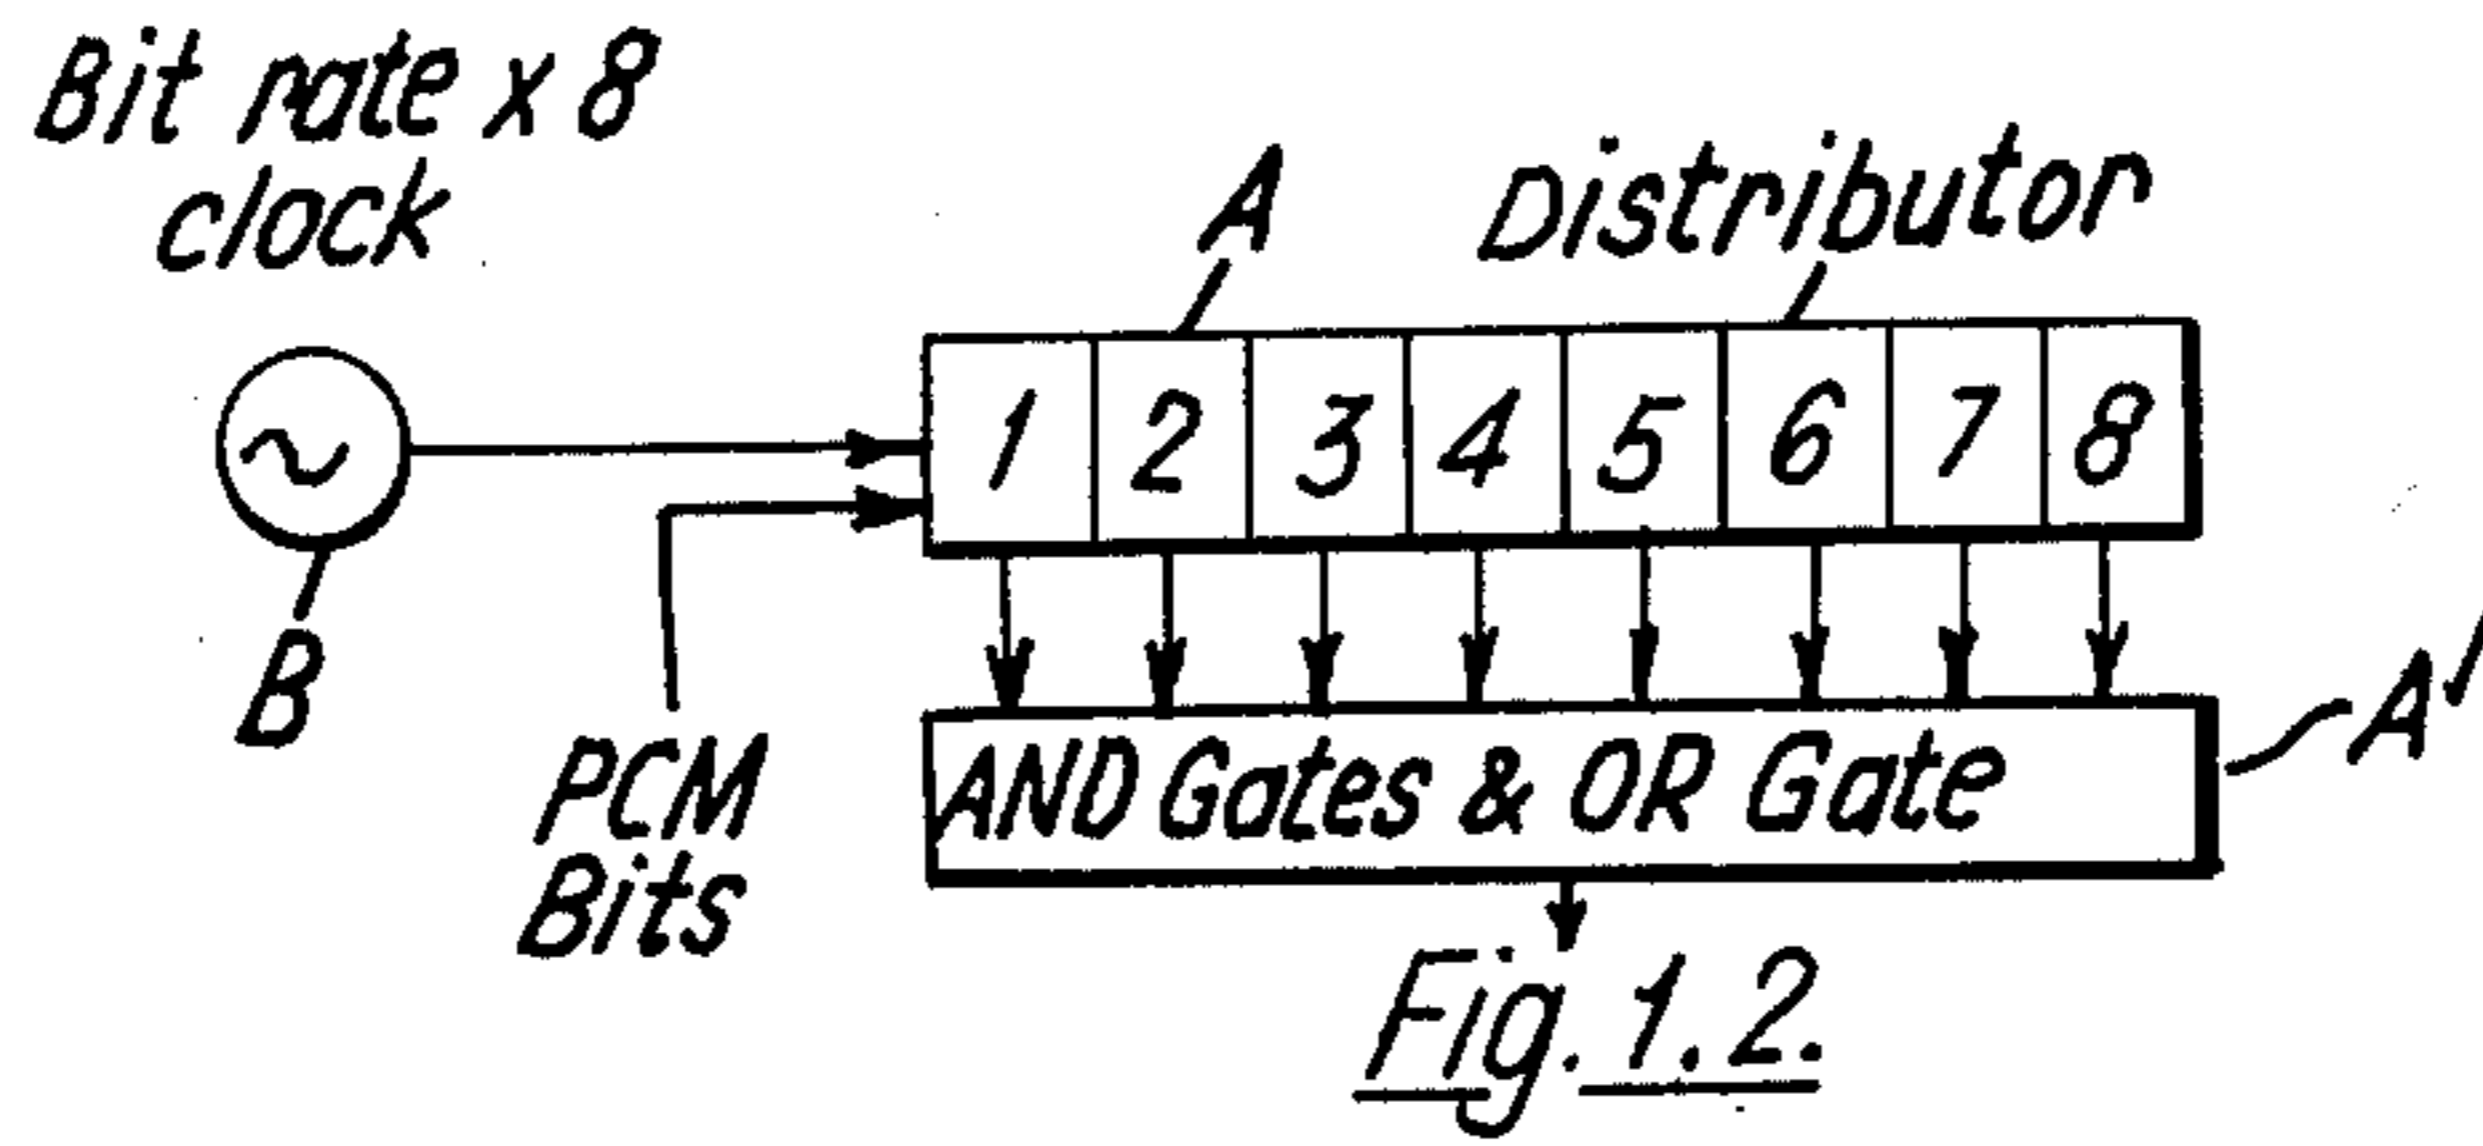 Bit rate x 8
clock
A
Distributor
1 2 3 4 5 6 7 8
B
PCM
Bits
AND Gates & OR Gate
A'
Fig. 1.2.